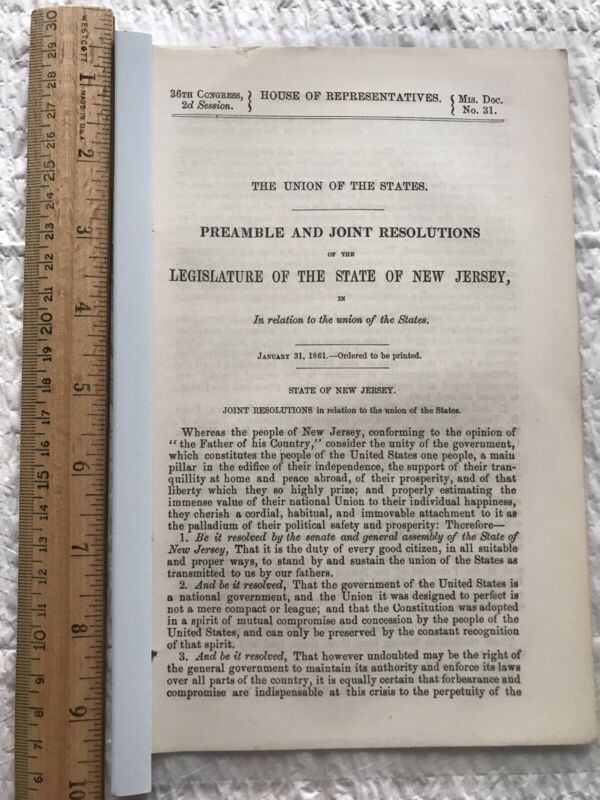 36TH CONGRESS, } HOUSE OF REPRESENTATIVES. { MIS. DOC.
2d Session. } { No. 31.
THE UNION OF THE STATES.
PREAMBLE AND JOINT RESOLUTIONS
OF THE
LEGISLATURE OF THE STATE OF NEW JERSEY,
IN
In relation to the union of the States.
JANUARY 31, 1861.—Ordered to be printed.
STATE OF NEW JERSEY.
JOINT RESOLUTIONS in relation to the union of the States.
Whereas the people of New Jersey, conforming to the opinion of
"the Father of his Country," consider the unity of the government,
which constitutes the people of the United States one people, a main
pillar in the edifice of their independence, the support of their tran-
quillity at home and peace abroad, of their prosperity, and of that
liberty which they so highly prize; and properly estimating the
immense value of their national Union to their individual happiness,
they cherish a cordial, habitual, and immovable attachment to it as
the palladium of their political safety and prosperity: Therefore—
1. Be it resolved by the senate and general assembly of the State of
New Jersey, That it is the duty of every good citizen, in all suitable
and proper ways, to stand by and sustain the union of the States as
transmitted to us by our fathers.
2. And be it resolved, That the government of the United States is
a national government, and the Union it was designed to perfect is
not a mere compact or league; and that the Constitution was adopted
in a spirit of mutual compromise and concession by the people of the
United States, and can only be preserved by the constant recognition
of that spirit.
3. And be it resolved, That however undoubted may be the right of
the general government to maintain its authority and enforce its laws
over all parts of the country, it is equally certain that forbearance and
compromise are indispensable at this crisis to the perpetuity of the
WESTCOTT
MADE IN U.S.A
1 2 3 4 5 6 7 8 9 10
30 29 28 27 26 25 24 23 22 21 20 19 18 17 16 15 14 13 12 11 10 9 8 7 6